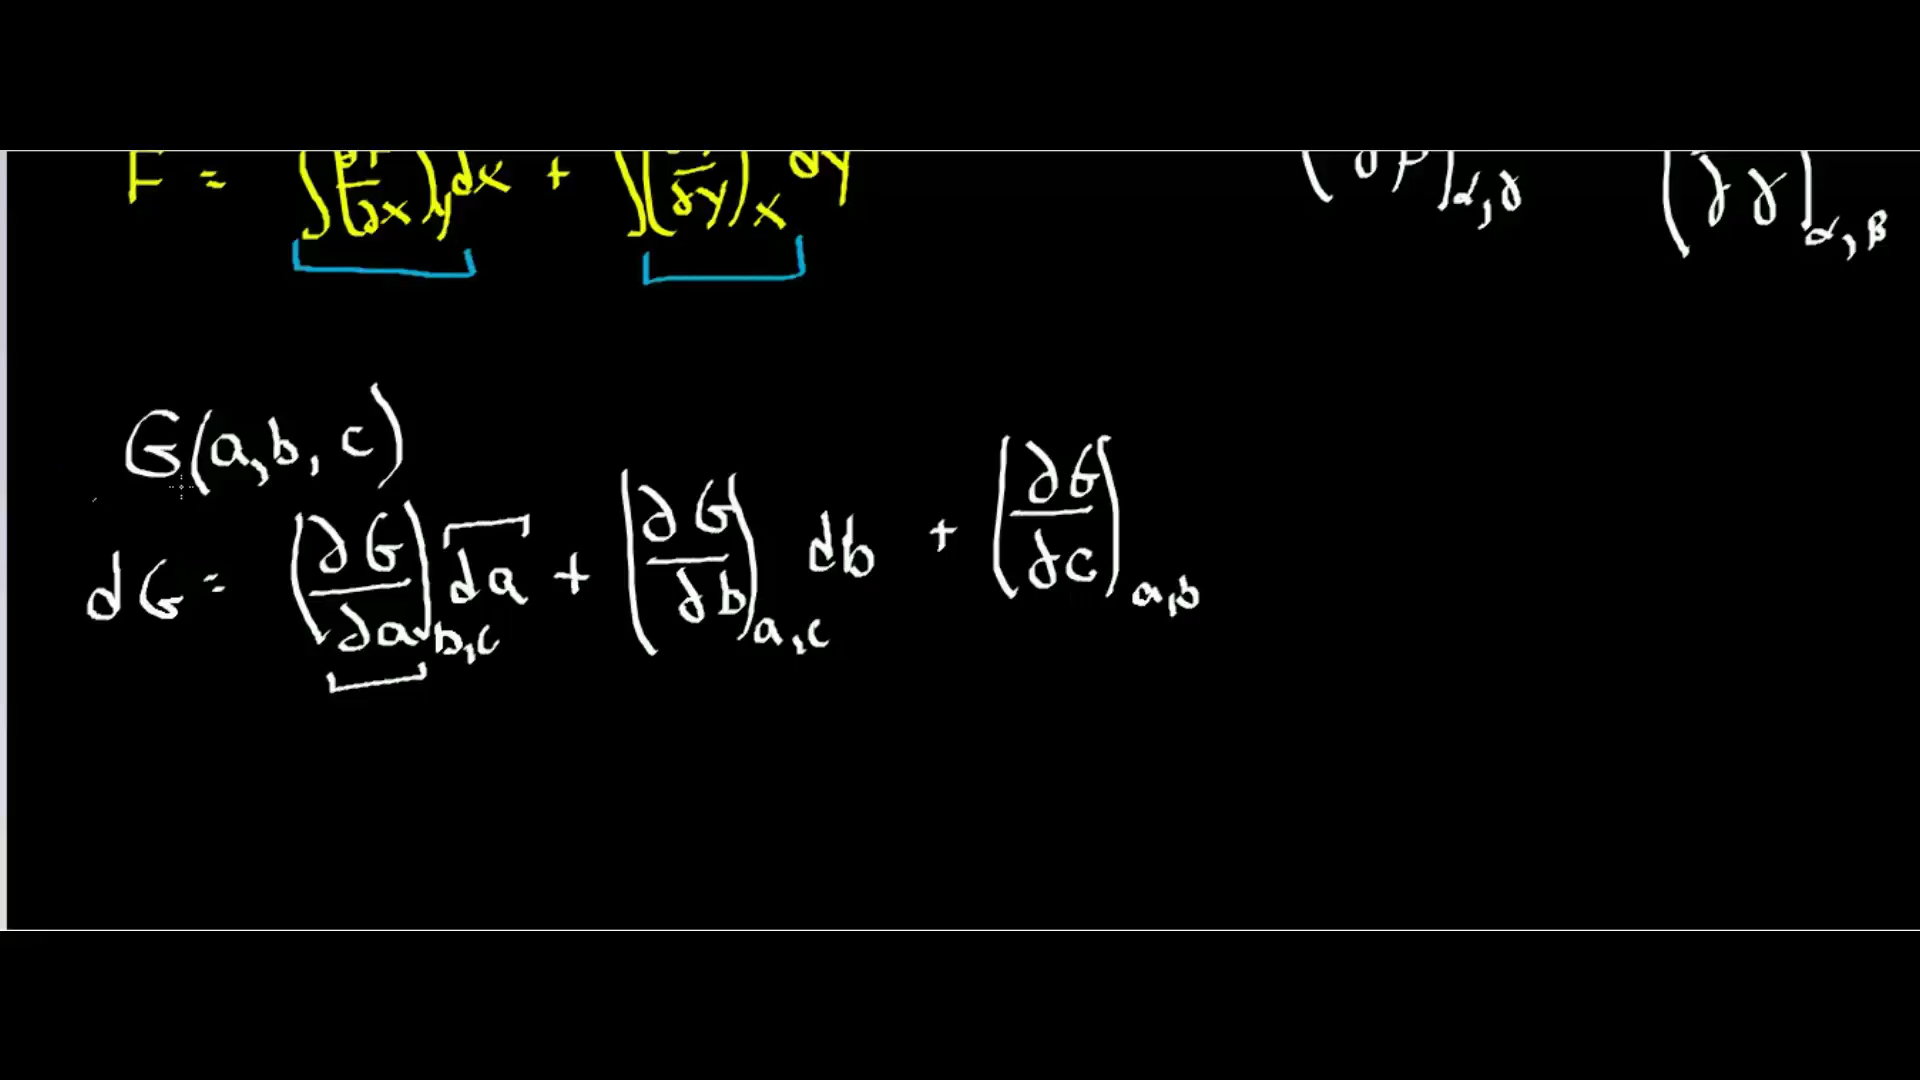 F = ∫(∂F/∂x)_y dx + ∫(∂F/∂y)_x dy
(∂β)_α,γ (∂γ)_α,β
G(a,b,c)
dG = (∂G/∂a)_b,c da + (∂G/∂b)_a,c db + (∂G/∂c)_a,b